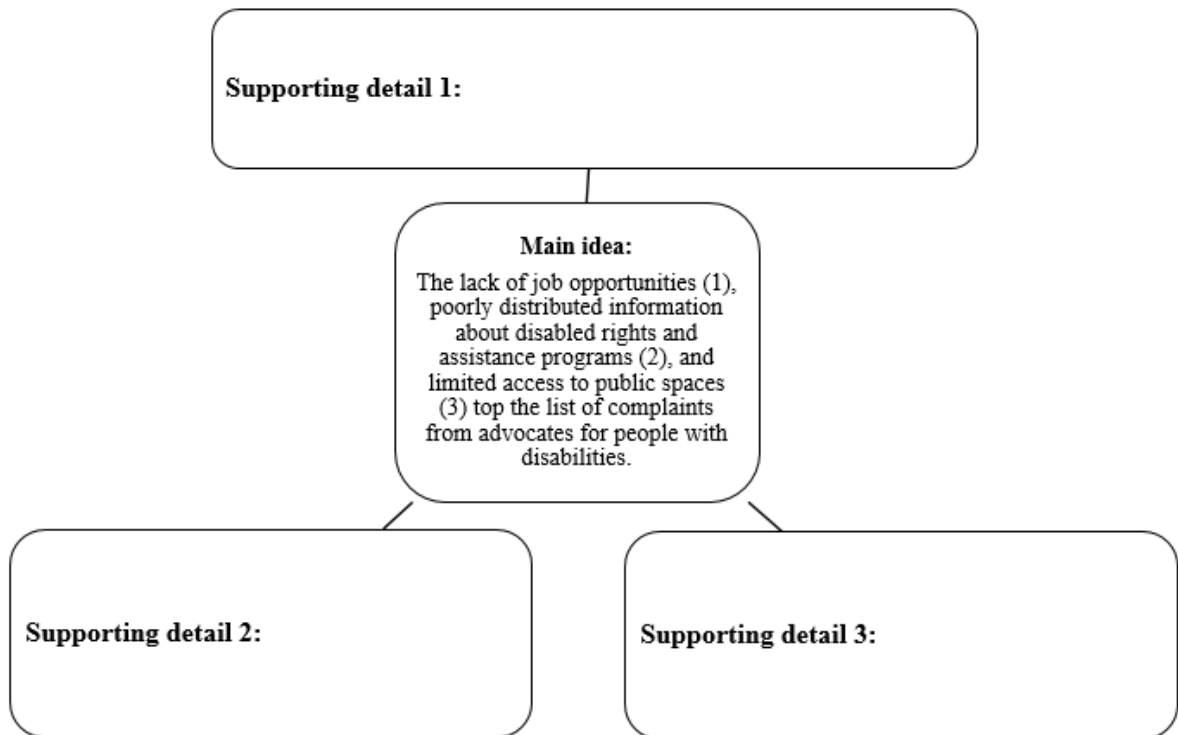 Supporting detail 1:
Main idea:
The lack of job opportunities (1),
poorly distributed information
about disabled rights and
assistance programs (2), and
limited access to public spaces
(3) top the list of complaints
from advocates for people with
disabilities.
Supporting detail 2:
Supporting detail 3: